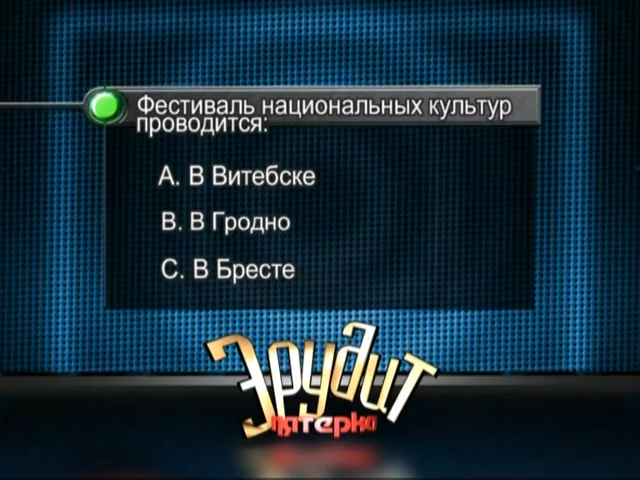 Фестиваль национальных культур
проводится:
А. В Витебске
В. В Гродно
С. В Бресте
Эрудит
пятерка